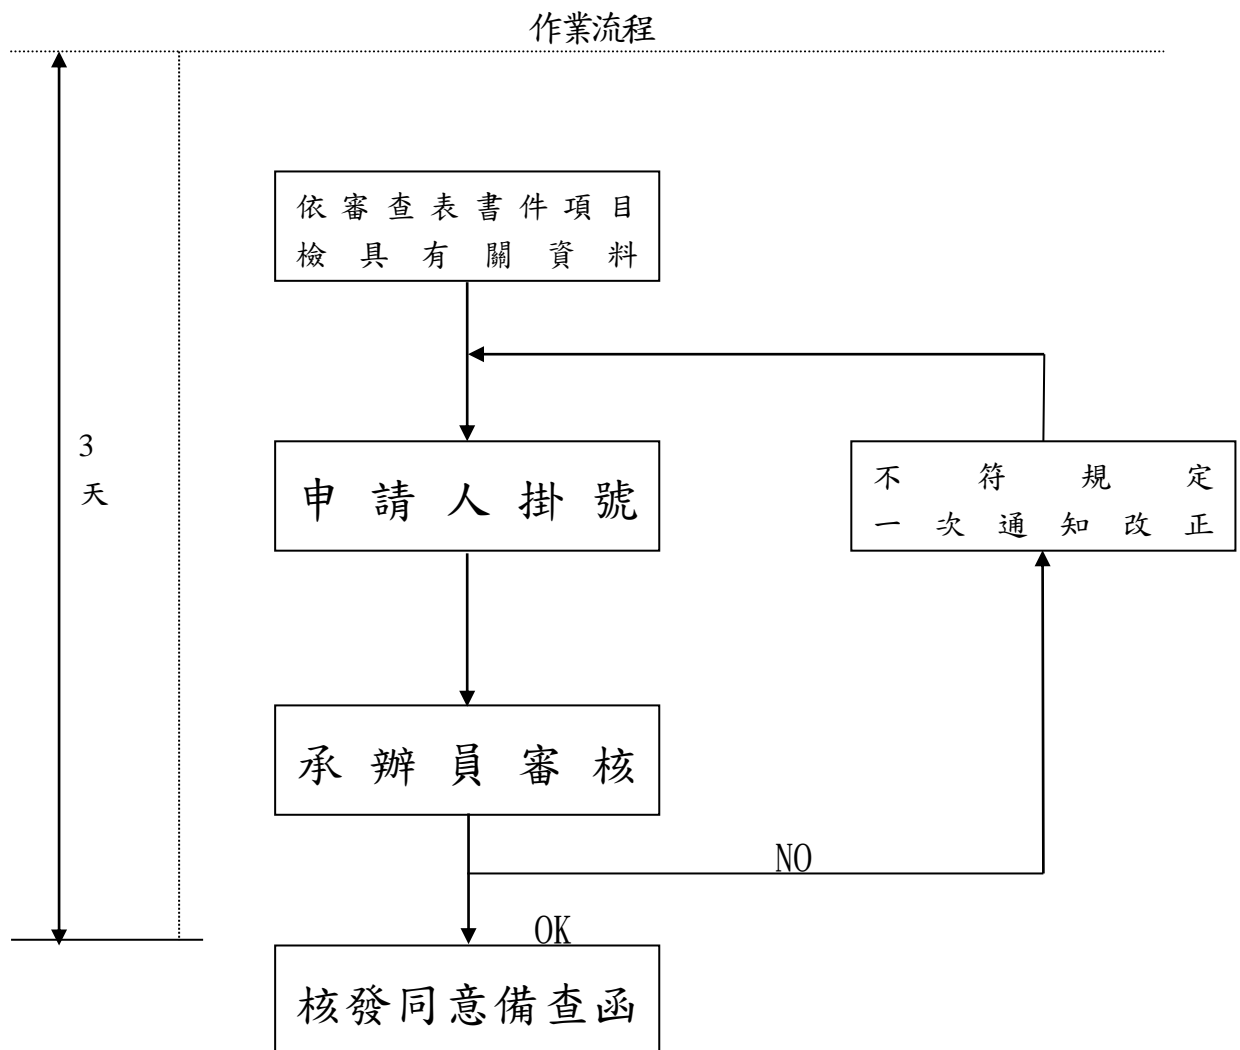 作業流程
依審查表書件項目
檢具有關資料
3
天
申請人掛號
不符規定
一次通知改正
承辦員審核
NO
OK
核發同意備查函